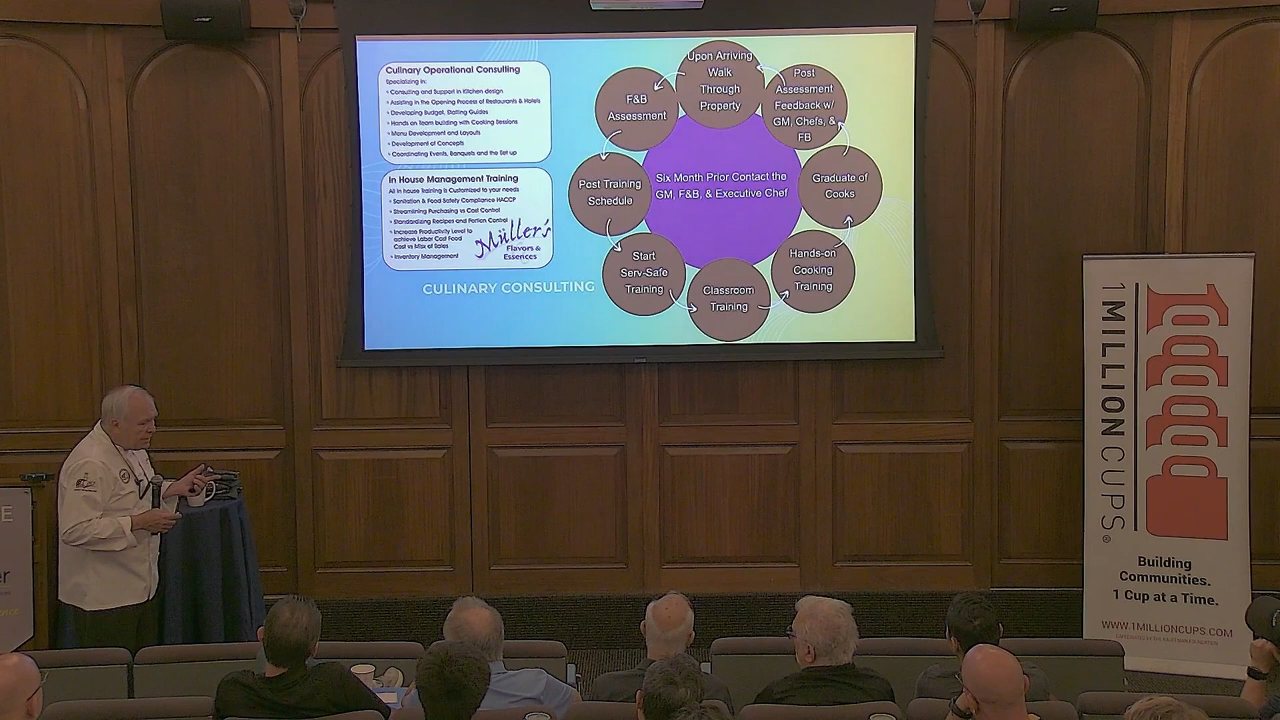 Culinary Operational Consulting
Specializing in:
• Consulting and Support in Kitchen design
• Assisting in the Opening Process of Restaurants & Hotels
• Developing Budget, Staffing Guides
• Hands on Team building with Cooking Sessions
• Menu Development and Layouts
• Development of Concepts
• Coordinating Events, Banquets and the Set up
In House Management Training
All in house Training is Customized to your needs
• Sanitation & Food Safety Compliance HACCP
• Streamlining Purchasing vs Cost Control
• Standardizing Recipes and Portion Control
• Increase Productivity Level to
achieve Labor Cost Food
Cost vs Mix of Sales
• Inventory Management
Müller's
Flavors &
Essences
CULINARY CONSULTING
Upon Arriving
Walk
Through
Property
F&B
Assessment
Post Training
Schedule
Start
Serv-Safe
Training
Classroom
Training
Hands-on
Cooking
Training
Graduate of
Cooks
Post
Assessment
Feedback w/
GM, Chefs, &
FB
Six Month Prior Contact the
GM, F&B, & Executive Chef
1MILLIONCUPS®
Building
Communities.
1 Cup at a Time.
WWW.1MILLIONCUPS.COM